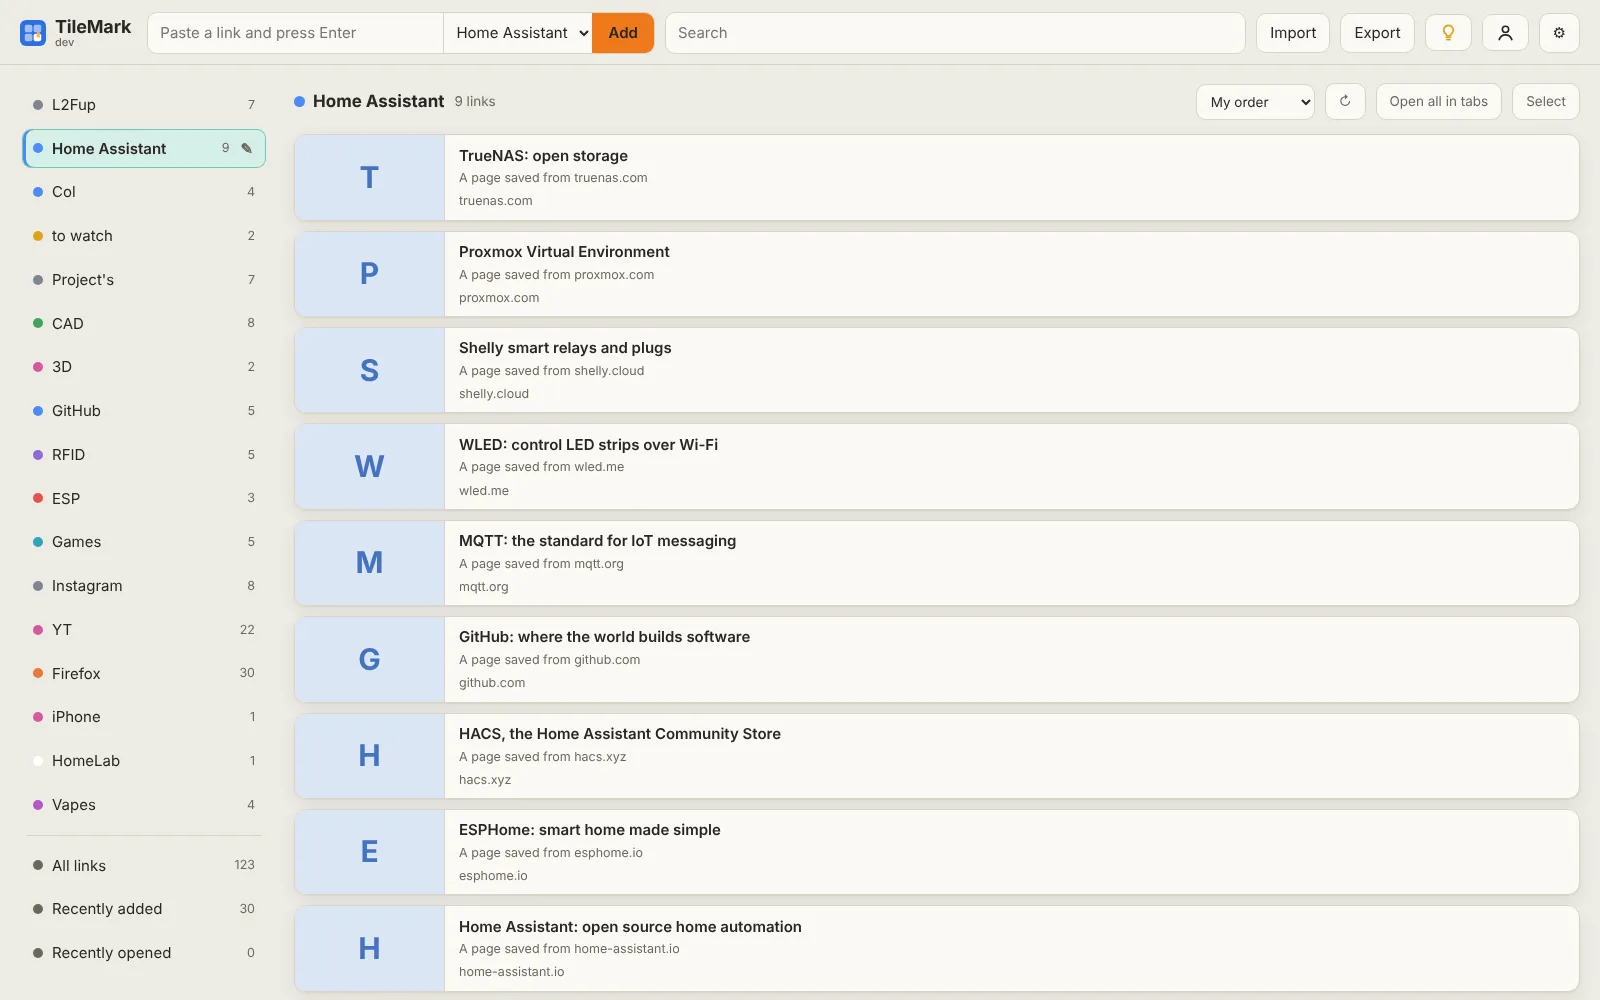 TileMark
dev
Paste a link and press Enter
Home Assistant
Add
Search
Import
Export
L2Fup 7
Home Assistant 9
Col 4
to watch 2
Project's 7
CAD 8
3D 2
GitHub 5
RFID 5
ESP 3
Games 5
Instagram 8
YT 22
Firefox 30
iPhone 1
HomeLab 1
Vapes 4
All links 123
Recently added 30
Recently opened 0
Home Assistant 9 links
My order
Open all in tabs
Select
T
TrueNAS: open storage
A page saved from truenas.com
truenas.com
P
Proxmox Virtual Environment
A page saved from proxmox.com
proxmox.com
S
Shelly smart relays and plugs
A page saved from shelly.cloud
shelly.cloud
W
WLED: control LED strips over Wi-Fi
A page saved from wled.me
wled.me
M
MQTT: the standard for IoT messaging
A page saved from mqtt.org
mqtt.org
G
GitHub: where the world builds software
A page saved from github.com
github.com
H
HACS, the Home Assistant Community Store
A page saved from hacs.xyz
hacs.xyz
E
ESPHome: smart home made simple
A page saved from esphome.io
esphome.io
H
Home Assistant: open source home automation
A page saved from home-assistant.io
home-assistant.io